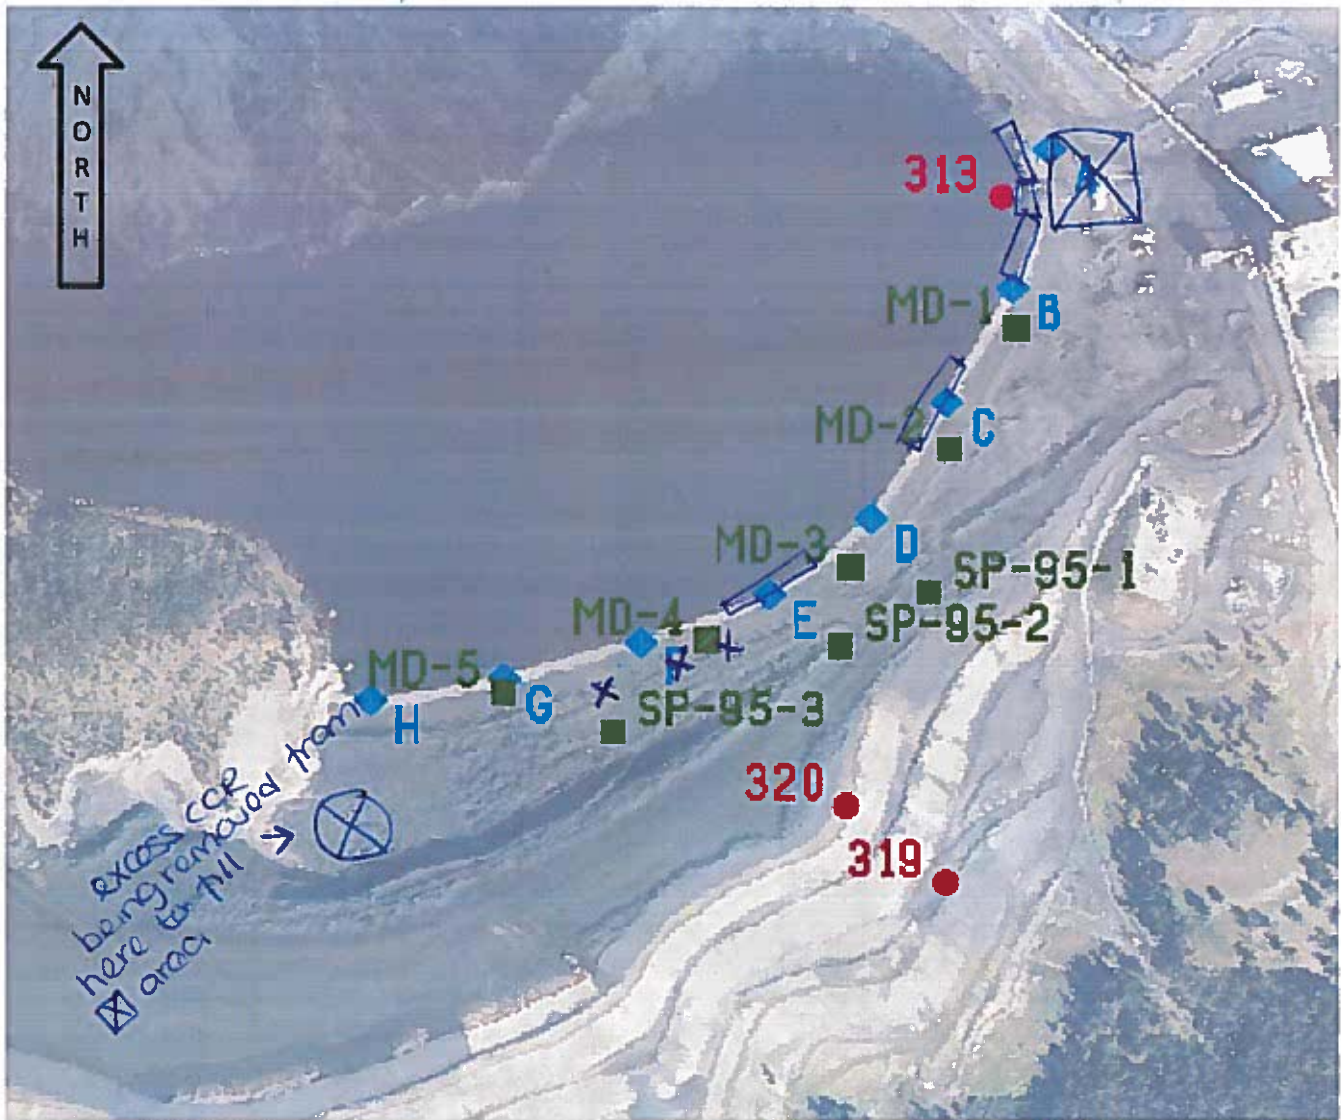 NORTH
313
A
MD-1
B
MD-2
C
MD-3
D
SP-95-1
MD-4
E
SP-95-2
F
MD-5
G
SP-95-3
H
320
319
excess CCR
being removed from
here to fill
area